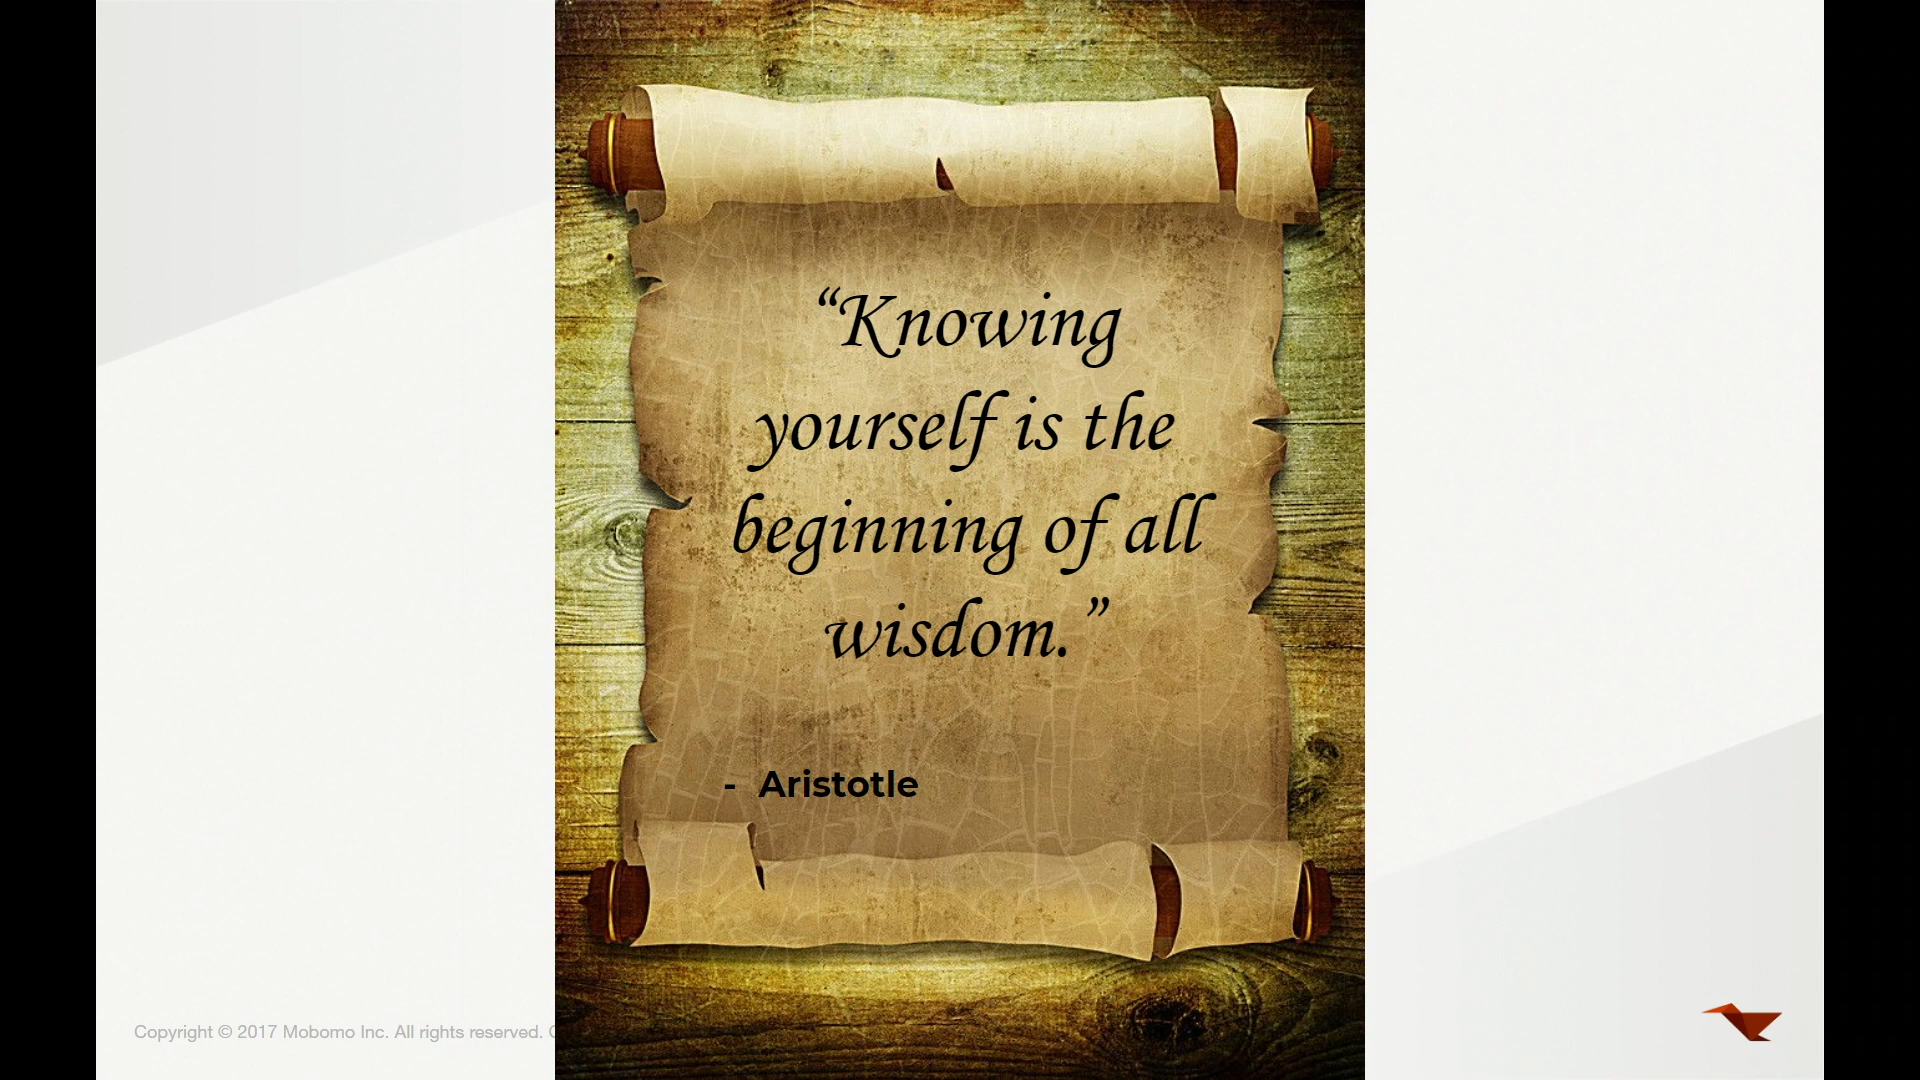 “Knowing
yourself is the
beginning of all
wisdom.”
- Aristotle
Copyright © 2017 Mobomo Inc. All rights reserved.